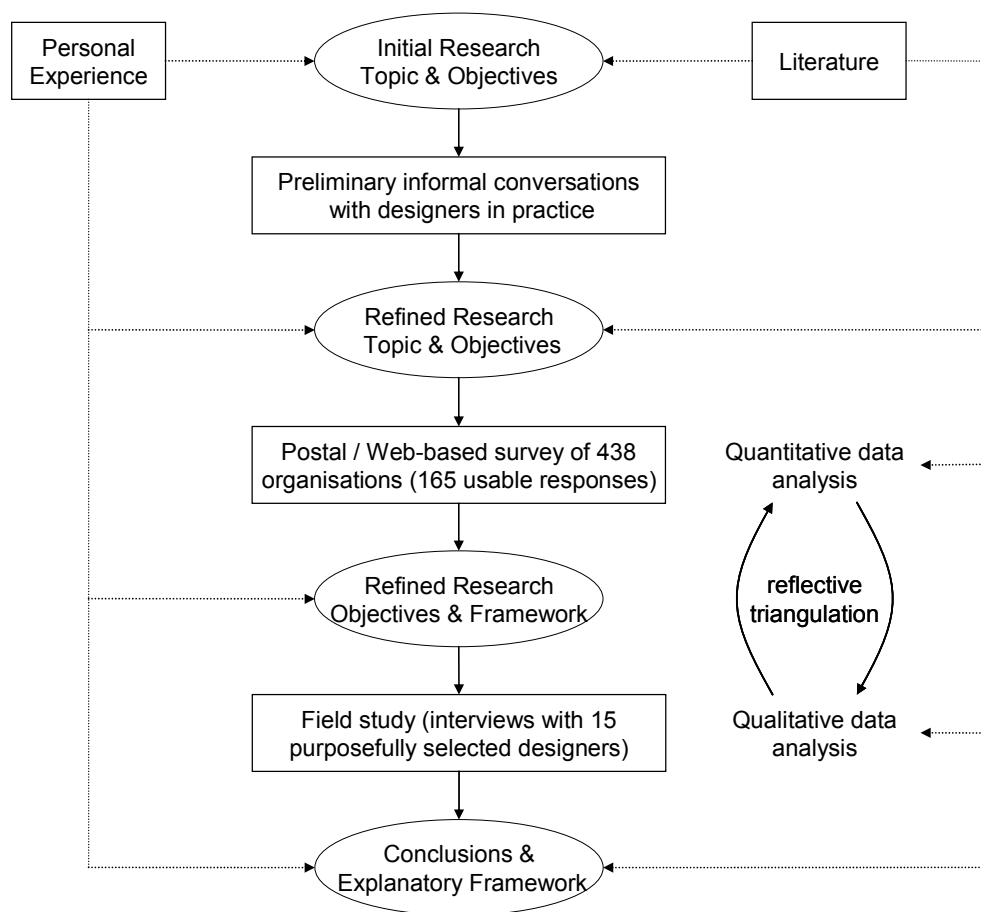 Personal
Experience
Initial Research
Topic & Objectives
Literature
Preliminary informal conversations
with designers in practice
Refined Research
Topic & Objectives
Postal / Web-based survey of 438
organisations (165 usable responses)
Quantitative data
analysis
Refined Research
Objectives & Framework
reflective
triangulation
Field study (interviews with 15
purposefully selected designers)
Qualitative data
analysis
Conclusions &
Explanatory Framework